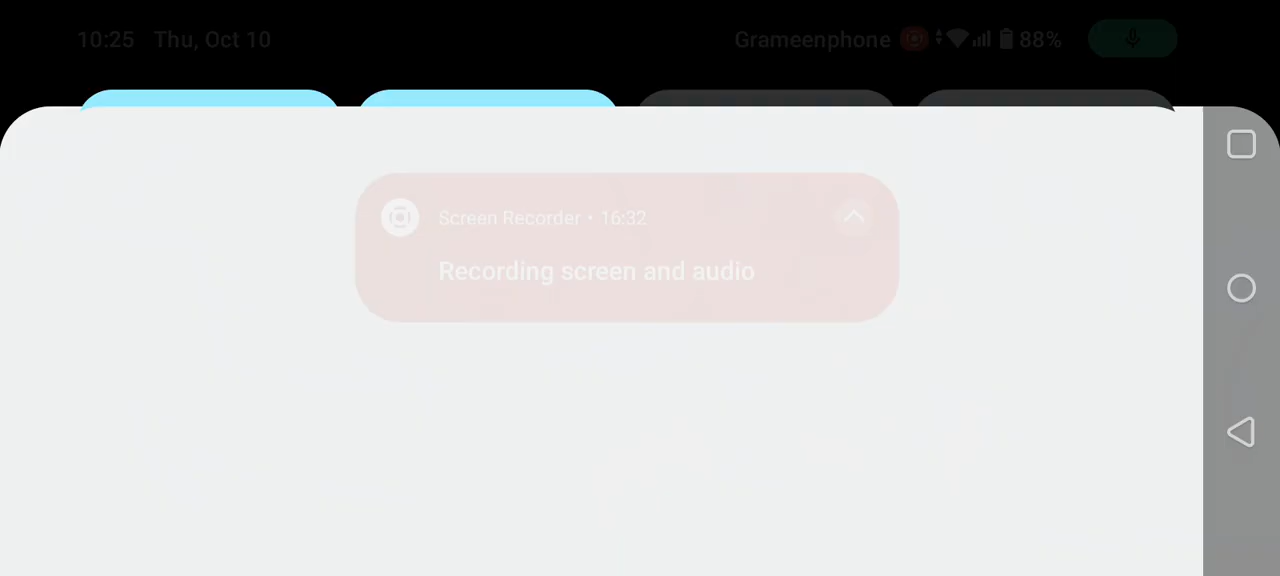 10:25 Thu, Oct 10 Grameenphone 88%
Screen Recorder • 16:32
Recording screen and audio